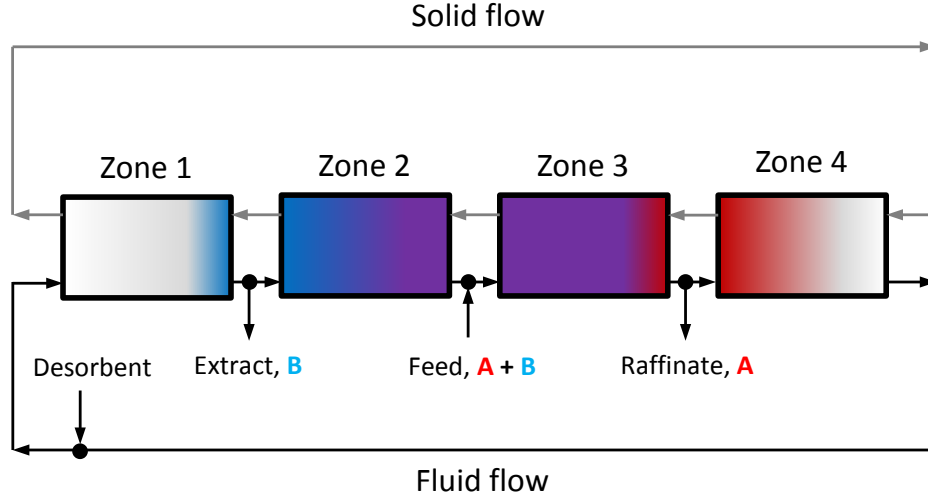 Solid flow
Zone 1
Zone 2
Zone 3
Zone 4
Desorbent
Extract, B
Feed, A + B
Raffinate, A
Fluid flow